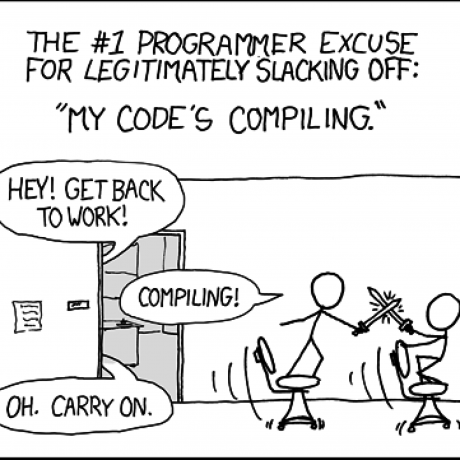 THE #1 PROGRAMMER EXCUSE
FOR LEGITIMATELY SLACKING OFF:
"MY CODE'S COMPILING."
HEY! GET BACK
TO WORK!
COMPILING!
OH. CARRY ON.